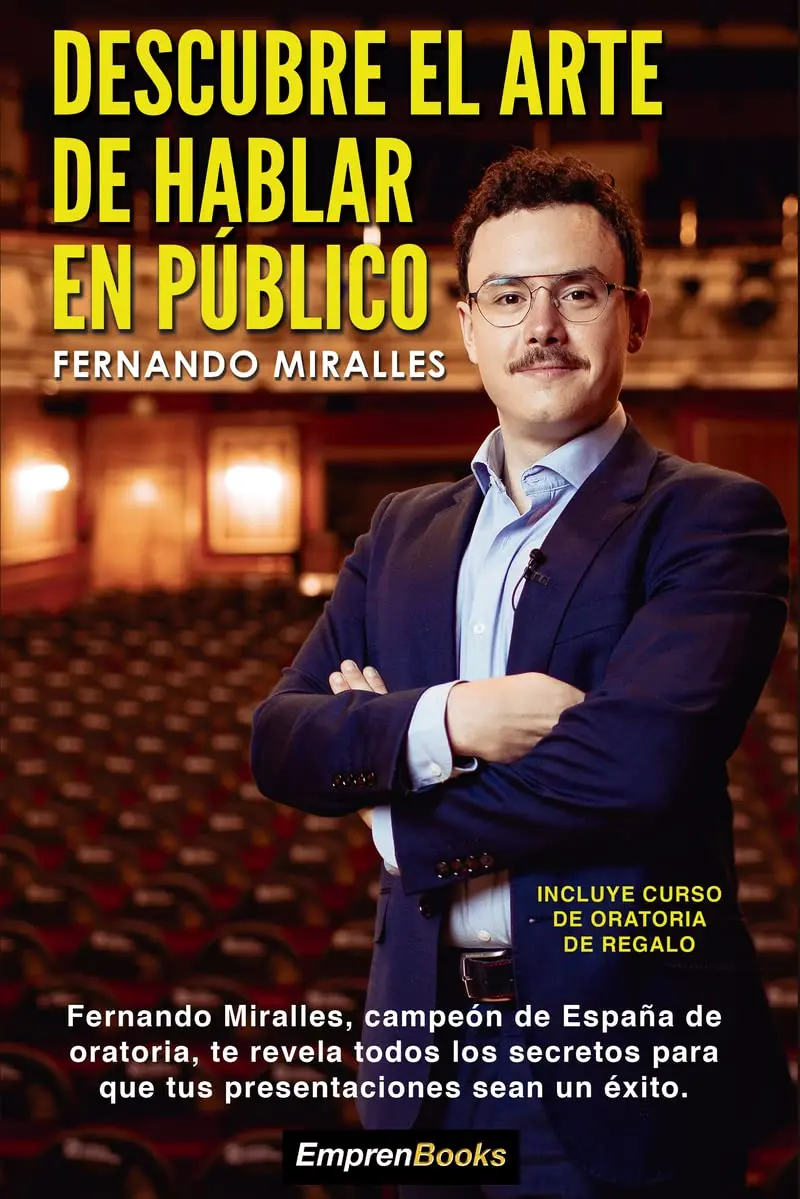 DESCUBRE EL ARTE
DE HABLAR
EN PÚBLICO
FERNANDO MIRALLES
INCLUYE CURSO
DE ORATORIA
DE REGALO
Fernando Miralles, campeón de España de
oratoria, te revela todos los secretos para
que tus presentaciones sean un éxito.
EmprenBooks